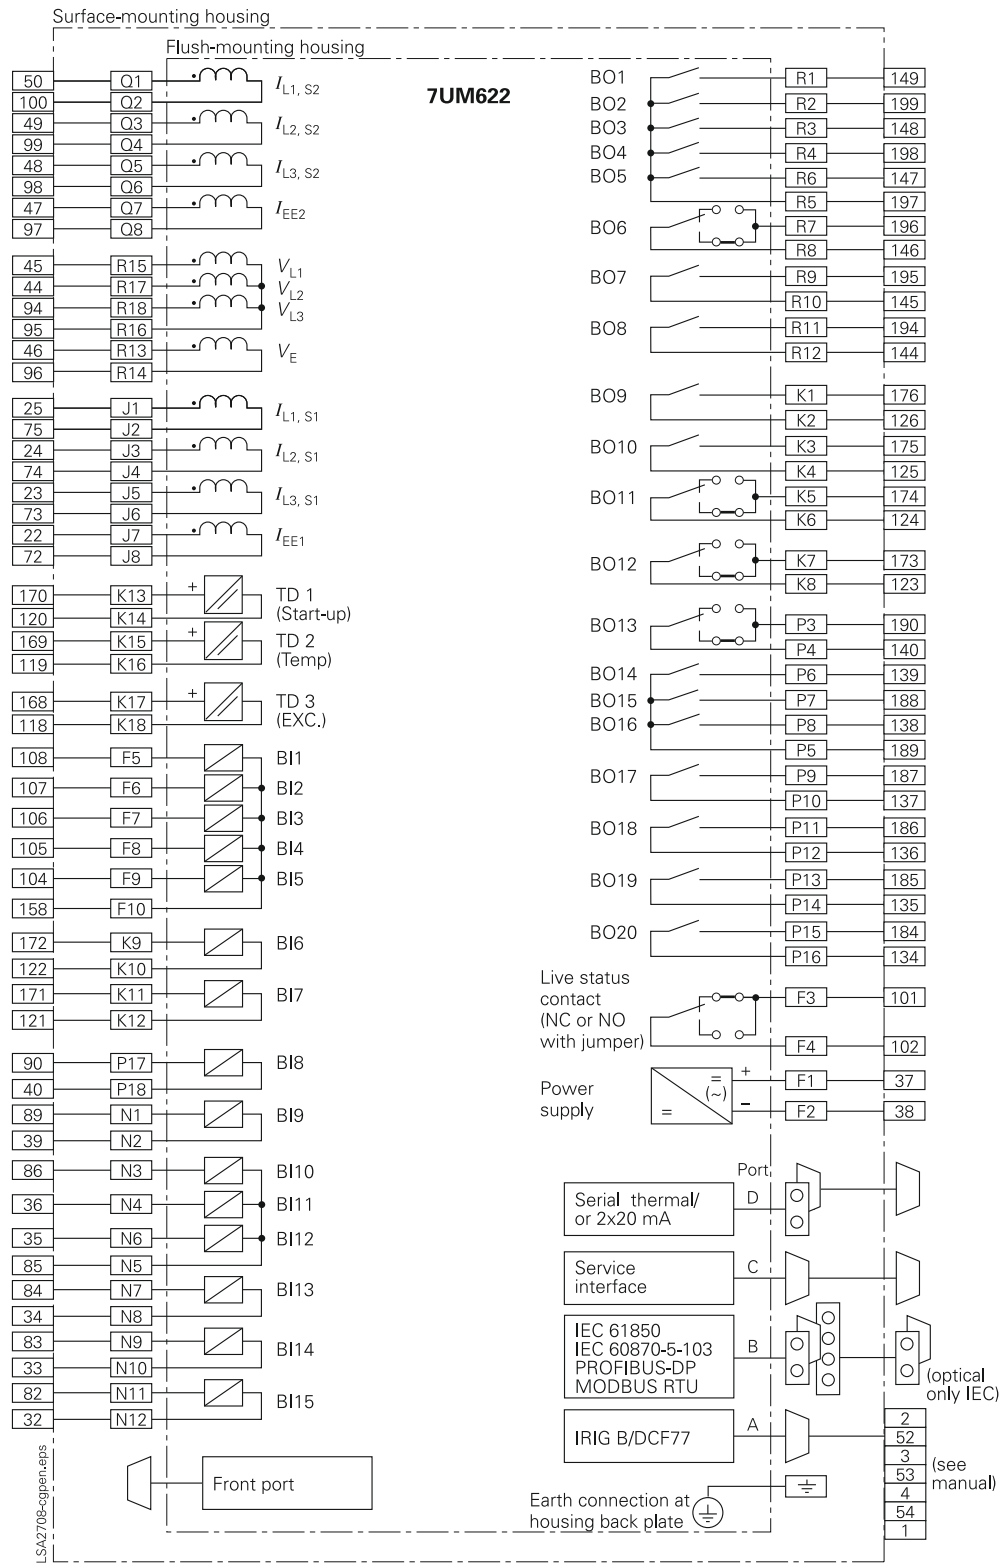 Surface-mounting housing
Flush-mounting housing
7UM622
50 Q1 I L1, S2
100 Q2
49 Q3 I L2, S2
99 Q4
48 Q5 I L3, S2
98 Q6
47 Q7 I EE2
97 Q8
45 R15 V L1
44 R17 V L2
94 R18 V L3
95 R16
46 R13 V E
96 R14
25 J1 I L1, S1
75 J2
24 J3 I L2, S1
74 J4
23 J5 I L3, S1
73 J6
22 J7 I EE1
72 J8
170 K13 + TD 1
120 K14 (Start-up)
169 K15 + TD 2
119 K16 (Temp)
168 K17 + TD 3
118 K18 (EXC.)
108 F5 BI1
107 F6 BI2
106 F7 BI3
105 F8 BI4
104 F9 BI5
158 F10
172 K9 BI6
122 K10
171 K11 BI7
121 K12
90 P17 BI8
40 P18
89 N1 BI9
39 N2
86 N3 BI10
36 N4 BI11
35 N6 BI12
85 N5
84 N7 BI13
34 N8
83 N9 BI14
33 N10
82 N11 BI15
32 N12
Front port
LSA2708-cgpen.eps
BO1 R1 149
BO2 R2 199
BO3 R3 148
BO4 R4 198
BO5 R6 147
R5 197
BO6 R7 196
R8 146
BO7 R9 195
R10 145
BO8 R11 194
R12 144
BO9 K1 176
K2 126
BO10 K3 175
K4 125
BO11 K5 174
K6 124
BO12 K7 173
K8 123
BO13 P3 190
P4 140
BO14 P6 139
BO15 P7 188
BO16 P8 138
P5 189
BO17 P9 187
P10 137
BO18 P11 186
P12 136
BO19 P13 185
P14 135
BO20 P15 184
P16 134
Live status
contact
(NC or NO
with jumper)
F3 101
F4 102
Power
supply
= (~) =
+ F1 37
− F2 38
Port
Serial thermal/
or 2x20 mA
D
Service
interface
C
IEC 61850
IEC 60870-5-103
PROFIBUS-DP
MODBUS RTU
B
(optical
only IEC)
IRIG B/DCF77
A
2
52
3
53
4
54
1
(see
manual)
Earth connection at
housing back plate